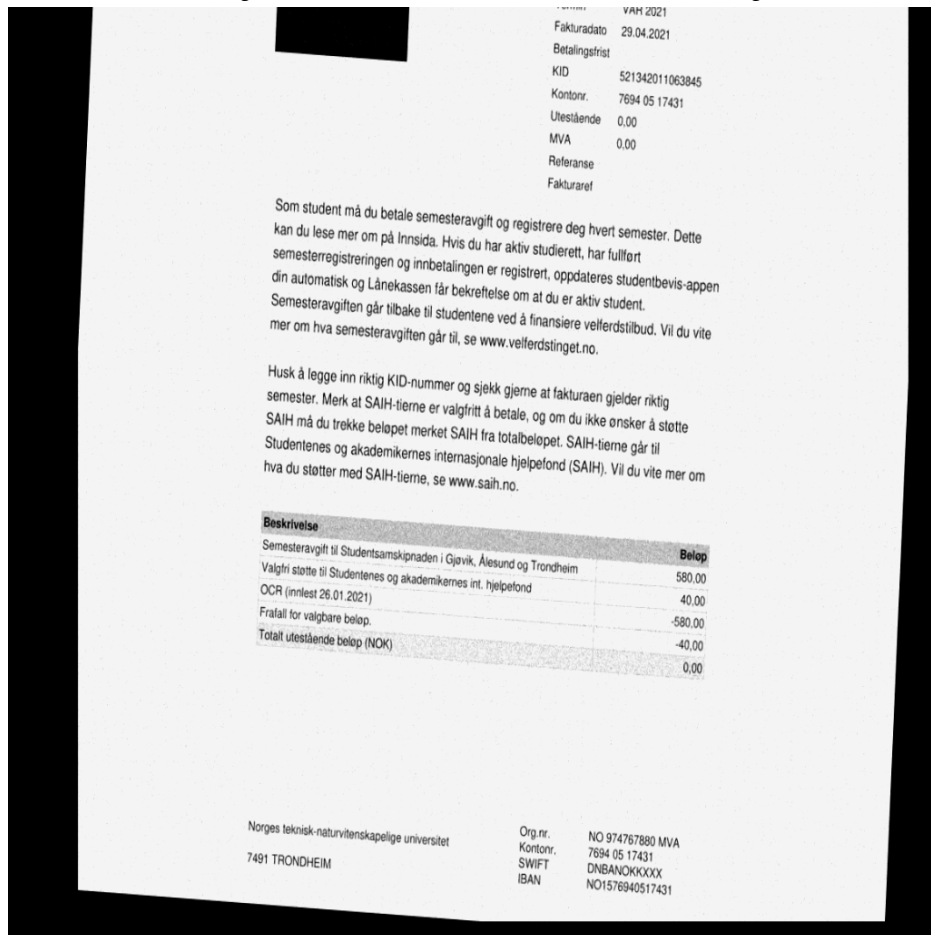 VÅR 2021
Fakturadato 29.04.2021
Betalingsfrist
KID 521342011063845
Kontonr. 7694 05 17431
Utestående 0,00
MVA 0,00
Referanse
Fakturaref
Som student må du betale semesteravgift og registrere deg hvert semester. Dette
kan du lese mer om på Innsida. Hvis du har aktiv studierett, har fullført
semesterregistreringen og innbetalingen er registrert, oppdateres studentbevis-appen
din automatisk og Lånekassen får bekreftelse om at du er aktiv student.
Semesteravgiften går tilbake til studentene ved å finansiere velferdstilbud. Vil du vite
mer om hva semesteravgiften går til, se www.velferdstinget.no.
Husk å legge inn riktig KID-nummer og sjekk gjerne at fakturaen gjelder riktig
semester. Merk at SAIH-tierne er valgfritt å betale, og om du ikke ønsker å støtte
SAIH må du trekke beløpet merket SAIH fra totalbeløpet. SAIH-tierne går til
Studentenes og akademikernes internasjonale hjelpefond (SAIH). Vil du vite mer om
hva du støtter med SAIH-tierne, se www.saih.no.
Beskrivelse Beløp
Semesteravgift til Studentsamskipnaden i Gjøvik, Ålesund og Trondheim 580,00
Valgfri støtte til Studentenes og akademikernes int. hjelpefond 40,00
OCR (innlest 26.01.2021) -580,00
Frafall for valgbare beløp. -40,00
Totalt utestående beløp (NOK) 0,00
Norges teknisk-naturvitenskapelige universitet
7491 TRONDHEIM
Org.nr. NO 974767880 MVA
Kontonr. 7694 05 17431
SWIFT DNBANOKKXXX
IBAN NO1576940517431